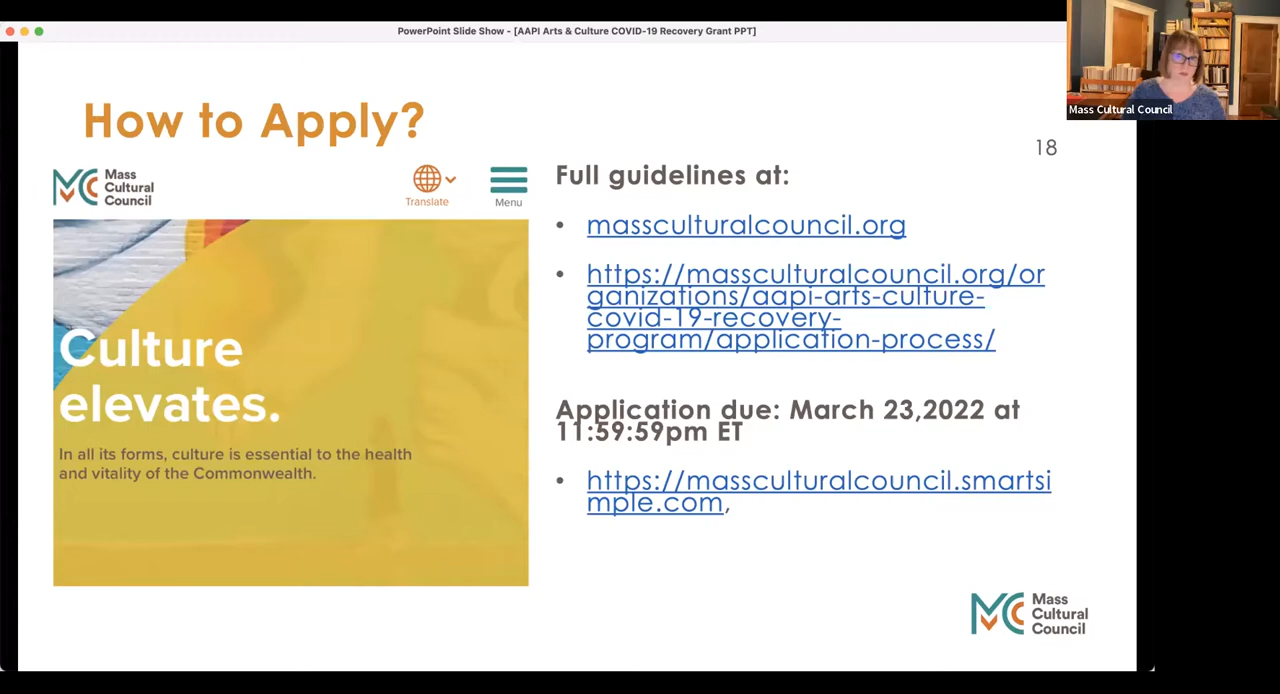 PowerPoint Slide Show - [AAPI Arts & Culture COVID-19 Recovery Grant PPT]
Mass Cultural Council
How to Apply?
18
Mass
Cultural
Council
Translate
Menu
Culture
elevates.
In all its forms, culture is essential to the health
and vitality of the Commonwealth.
Full guidelines at:
• massculturalcouncil.org
• https://massculturalcouncil.org/or
ganizations/aapi-arts-culture-
covid-19-recovery-
program/application-process/
Application due: March 23,2022 at
11:59:59pm ET
• https://massculturalcouncil.smartsi
mple.com,
Mass
Cultural
Council